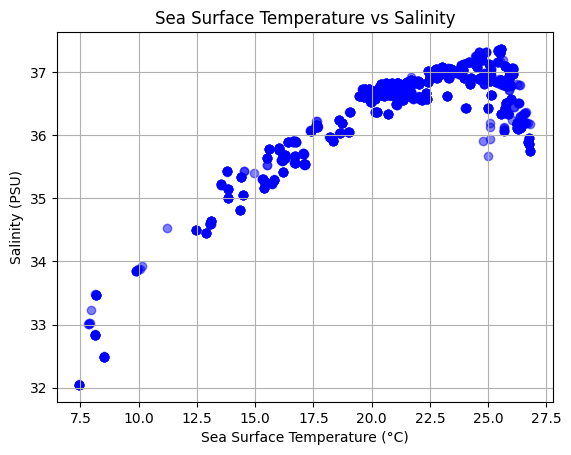 Sea Surface Temperature vs Salinity
Salinity (PSU)
37
36
35
34
33
32
7.5 10.0 12.5 15.0 17.5 20.0 22.5 25.0 27.5
Sea Surface Temperature (°C)